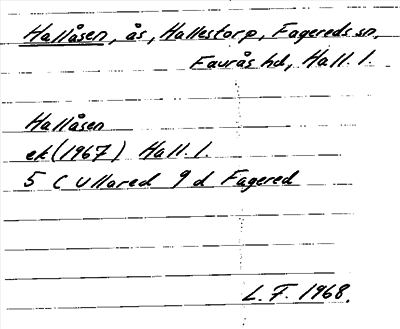 Hallåsen, ås, Hallestorp, Fagereds sn,
Faurås hd, Hall. l.
Hallåsen
ek (1967) Hall. l.
5 C Ullared 9 d Fagered
L. F. 1968.